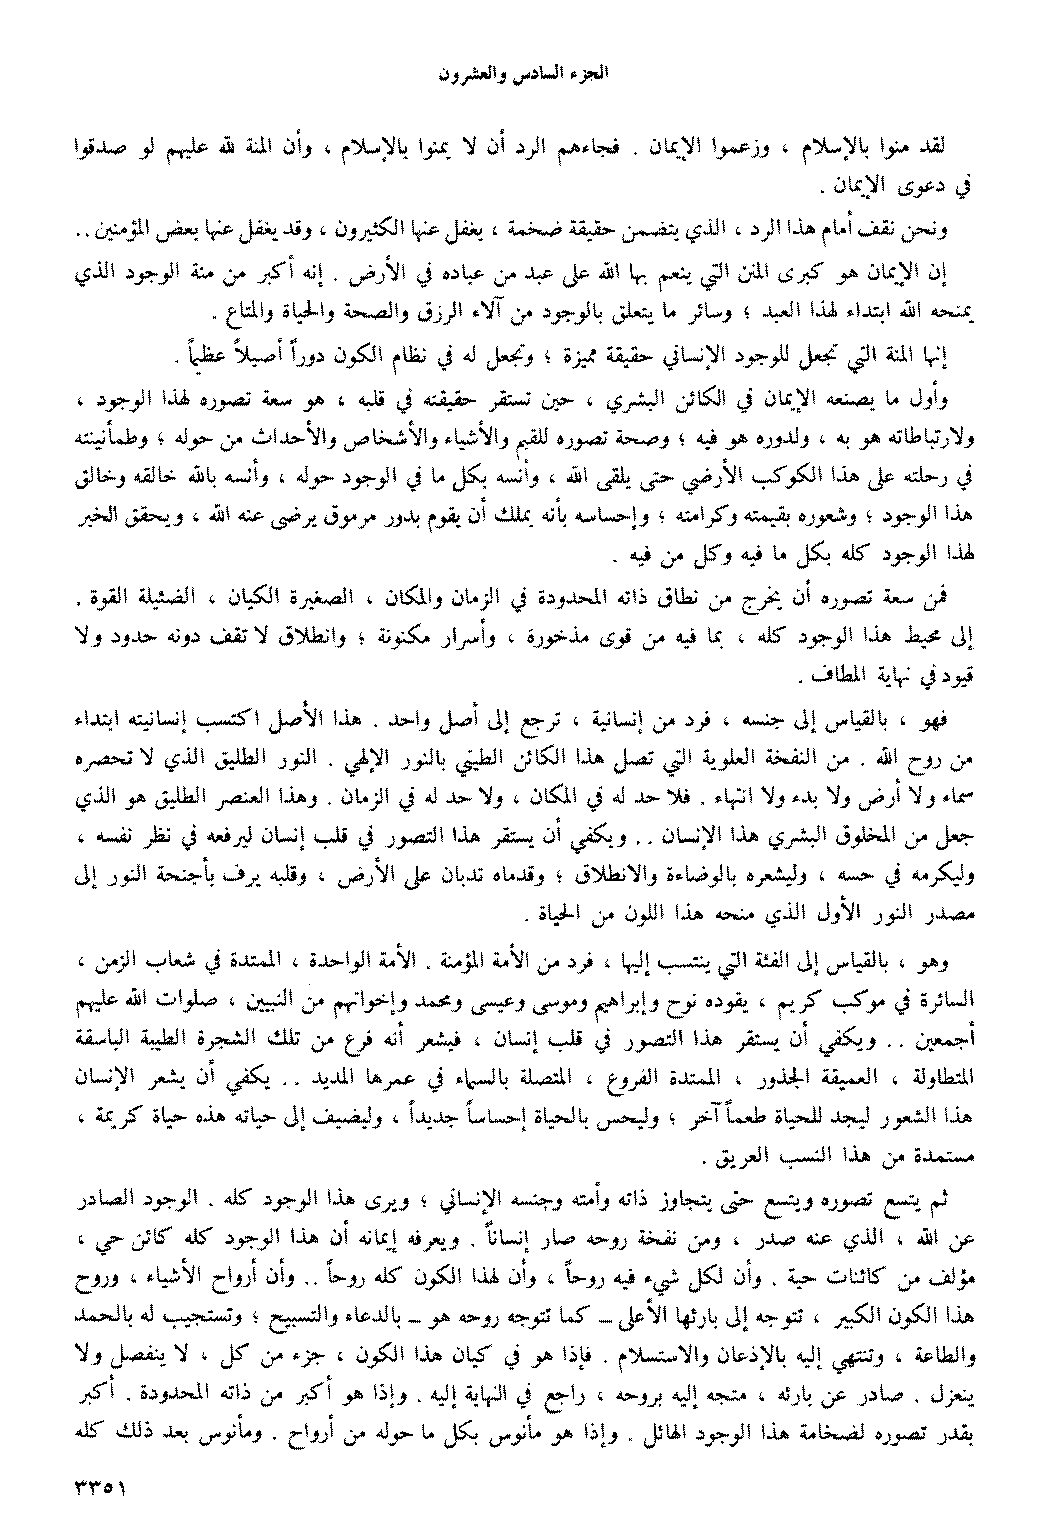 الجزء السادس والعشرون
لقد منوا بالإسلام ، وزعموا الإيمان . فجاءهم الرد أن لا يمنوا بالإسلام ، وأن المنة لله عليهم لو صدقوا
في دعوى الإيمان .
ونحن نقف أمام هذا الرد ، الذي يتضمن حقيقة ضخمة ، يغفل عنها الكثيرون ، وقد يغفل عنها بعض المؤمنين ..
إن الإيمان هو كبرى المنن التي ينعم بها الله على عبد من عباده في الأرض . إنه أكبر من منة الوجود الذي
يمنحه الله ابتداء لهذا العبد ؛ وسائر ما يتعلق بالوجود من آلاء الرزق والصحة والحياة والمتاع .
إنها المنة التي تجعل للوجود الإنساني حقيقة مميزة ؛ وتجعل له في نظام الكون دوراً أصيلاً عظيماً .
وأول ما يصنعه الإيمان في الكائن البشري ، حين تستقر حقيقته في قلبه ، هو سعة تصوره لهذا الوجود ،
ولارتباطاته هو به ، ولدوره هو فيه ؛ وصحة تصوره للقيم والأشياء والأشخاص والأحداث من حوله ؛ وطمأنينته
في رحلته على هذا الكوكب الأرضي حتى يلقى الله ، وأنسه بكل ما في الوجود حوله ، وأنسه بالله خالقه وخالق
هذا الوجود ؛ وشعوره بقيمته وكرامته ؛ وإحساسه بأنه يملك أن يقوم بدور مرموق يرضى عنه الله ، ويحقق الخير
لهذا الوجود كله بكل ما فيه وكل من فيه .
فمن سعة تصوره أن يخرج من نطاق ذاته المحدودة في الزمان والمكان ، الصغيرة الكيان ، الضئيلة القوة .
إلى محيط هذا الوجود كله ، بما فيه من قوى مذخورة ، وأسرار مكنونة ؛ وانطلاق لا تقف دونه حدود ولا
قيود في نهاية المطاف .
فهو ، بالقياس إلى جنسه ، فرد من إنسانية ، ترجع إلى أصل واحد . هذا الأصل اكتسب إنسانيته ابتداء
من روح الله . من النفخة العلوية التي تصل هذا الكائن الطيني بالنور الإلهي . النور الطليق الذي لا تحصره
سماء ولا أرض ولا بدء ولا انتهاء . فلا حد له في المكان ، ولا حد له في الزمان . وهذا العنصر الطليق هو الذي
جعل من المخلوق البشري هذا الإنسان .. ويكفي أن يستقر هذا التصور في قلب إنسان ليرفعه في نظر نفسه ،
وليكرمه في حسه ، وليشعره بالوضاءة والانطلاق ؛ وقدماه تدبان على الأرض ، وقلبه يرف بأجنحة النور إلى
مصدر النور الأول الذي منحه هذا اللون من الحياة .
وهو ، بالقياس إلى الفئة التي ينتسب إليها ، فرد من الأمة المؤمنة . الأمة الواحدة ، الممتدة في شعاب الزمن ،
السائرة في موكب كريم ، يقوده نوح وإبراهيم وموسى وعيسى ومحمد وإخوانهم من النبيين ، صلوات الله عليهم
أجمعين .. ويكفي أن يستقر هذا التصور في قلب إنسان ، فيشعر أنه فرع من تلك الشجرة الطيبة الباسقة
المتطاولة ، العميقة الجذور ، الممتدة الفروع ، المتصلة بالسماء في عمرها المديد .. يكفي أن يشعر الإنسان
هذا الشعور ليجد للحياة طعماً آخر ؛ وليحس بالحياة إحساساً جديداً ، وليضيف إلى حياته هذه حياة كريمة ،
مستمدة من هذا النسب العريق .
ثم يتسع تصوره ويتسع حتى يتجاوز ذاته وأمته وجنسه الإنساني ؛ ويرى هذا الوجود كله . الوجود الصادر
عن الله ، الذي عنه صدر ، ومن نفخة روحه صار إنساناً . ويعرفه إيمانه أن هذا الوجود كله كائن حي ،
مؤلف من كائنات حية . وأن لكل شيء فيه روحاً ، وأن لهذا الكون كله روحاً .. وأن أرواح الأشياء ، وروح
هذا الكون الكبير ، تتوجه إلى بارئها الأعلى – كما تتوجه روحه هو – بالدعاء والتسبيح ؛ وتستجيب له بالحمد
والطاعة ، وتنتهي إليه بالإذعان والاستسلام . فإذا هو في كيان هذا الكون ، جزء من كل ، لا ينفصل ولا
ينعزل . صادر عن بارئه ، متجه إليه بروحه ، راجع في النهاية إليه . وإذا هو أكبر من ذاته المحدودة . أكبر
بقدر تصوره لضخامة هذا الوجود الهائل . وإذا هو مأنوس بكل ما حوله من أرواح . ومأنوس بعد ذلك كله
٣٣٥١